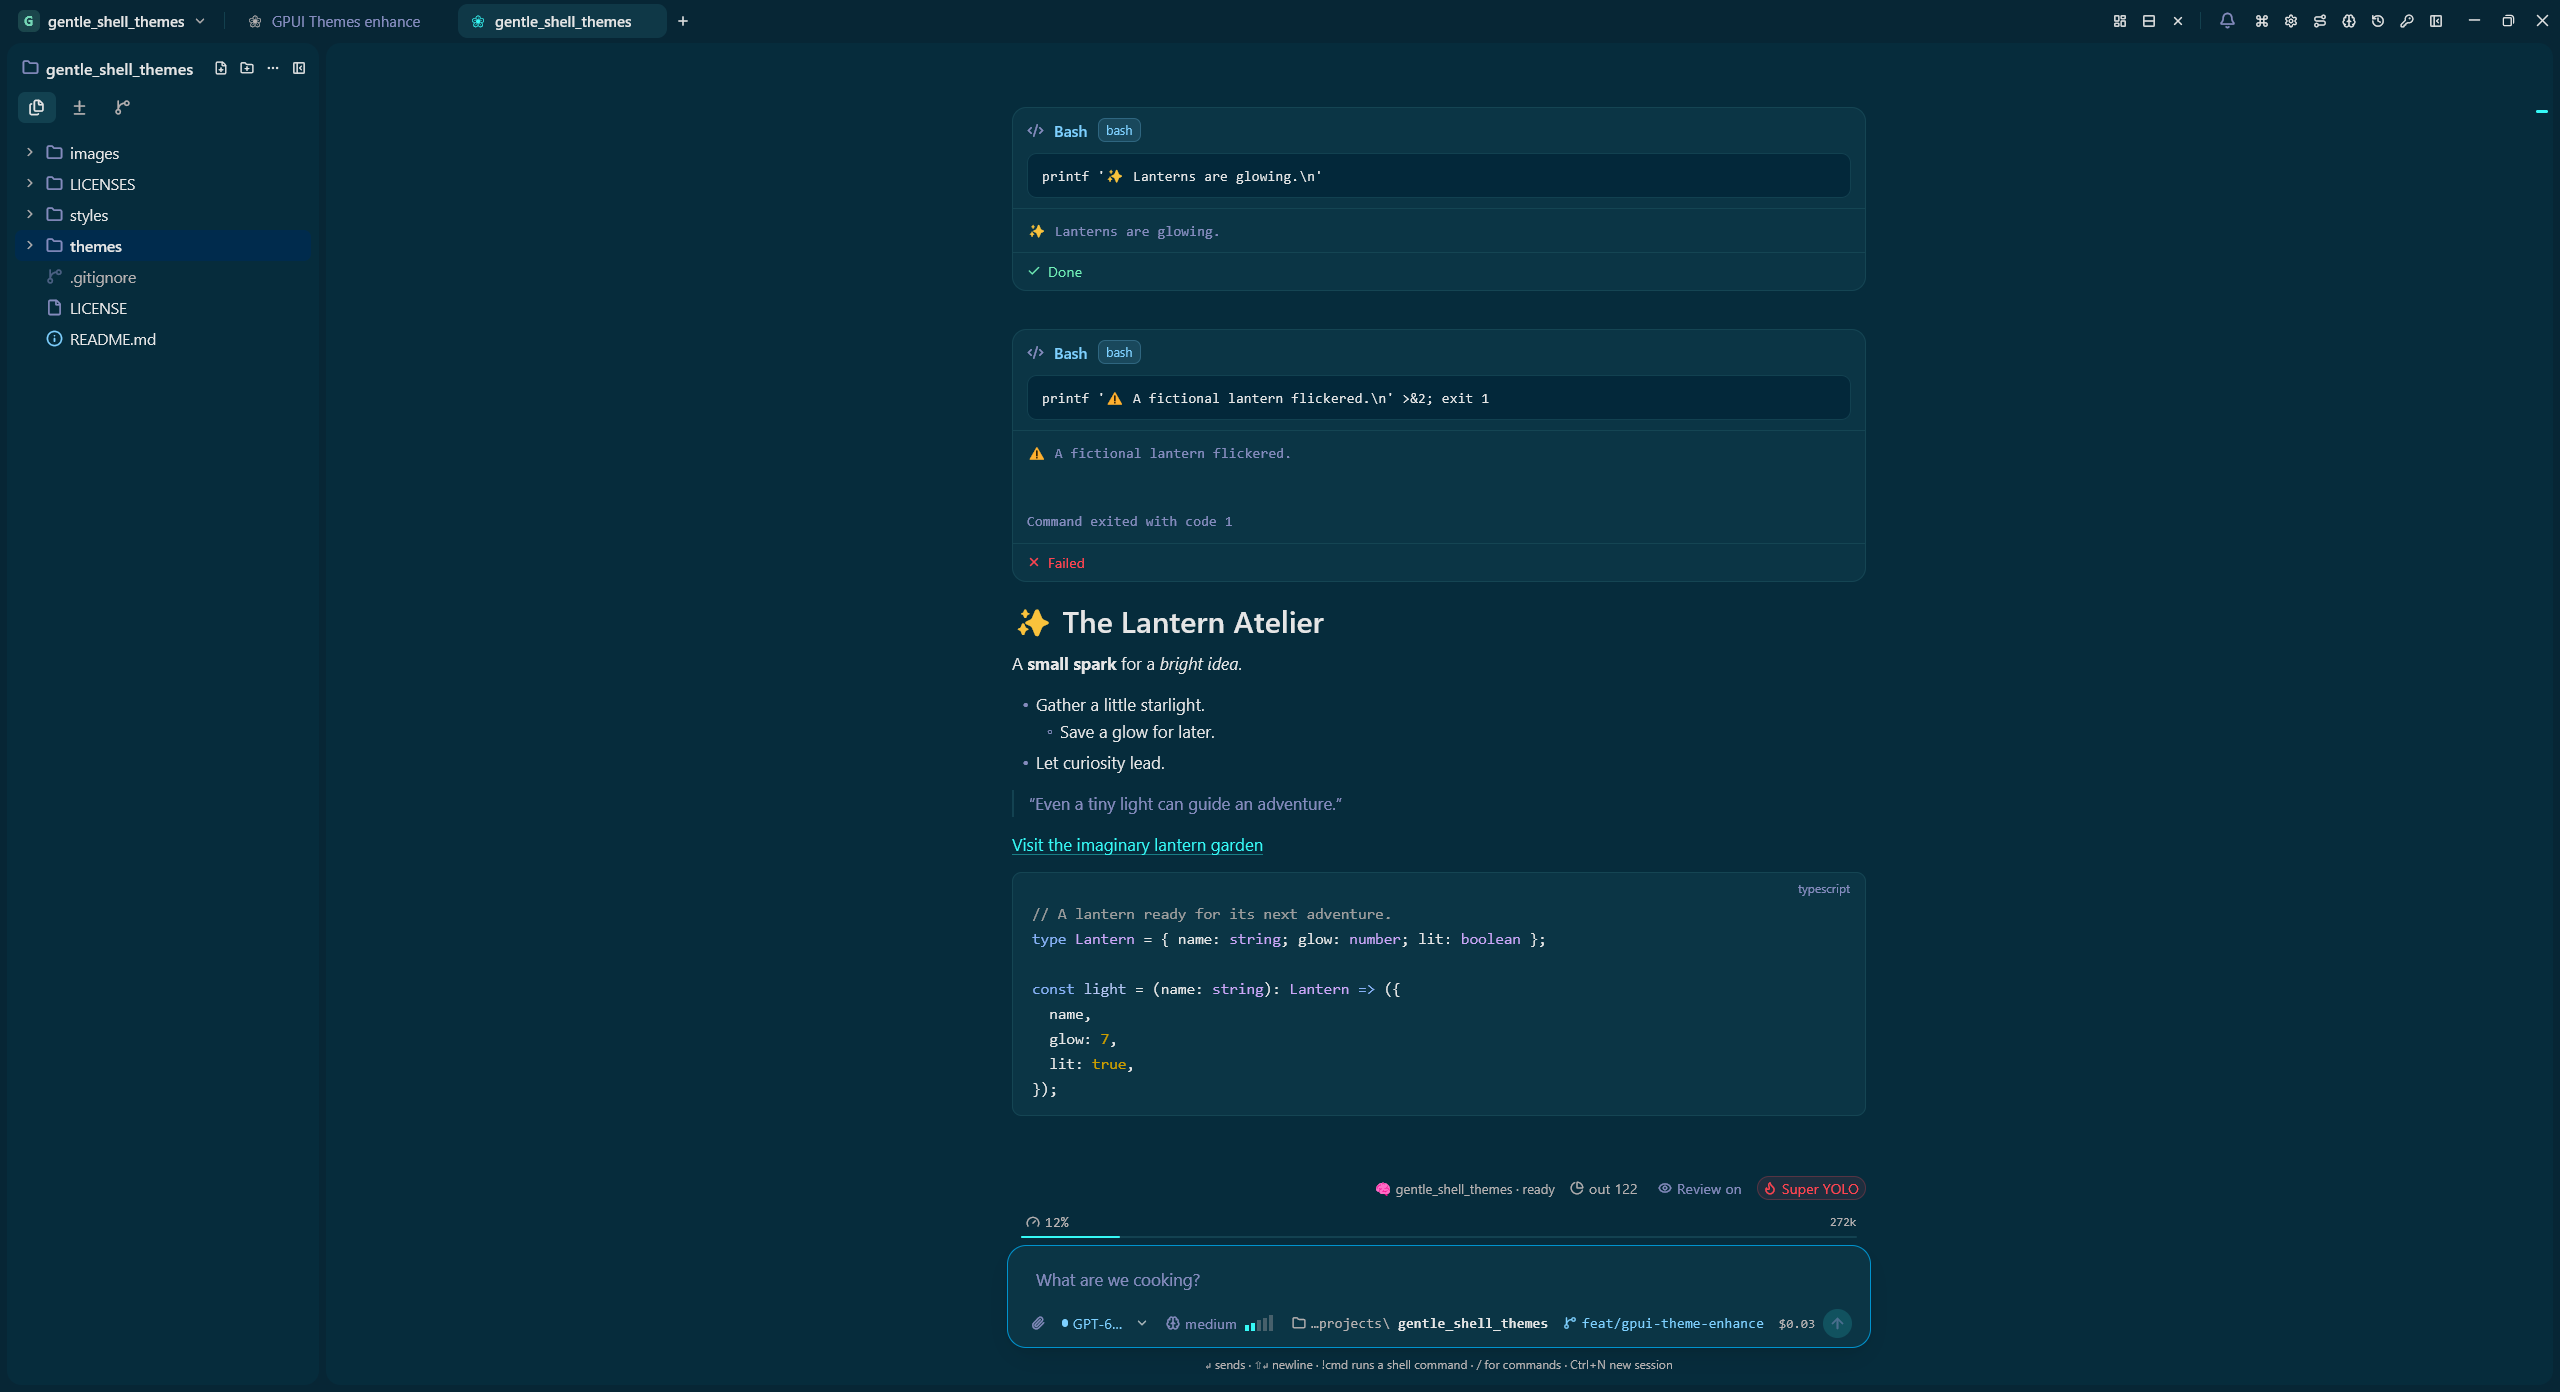 G gentle_shell_themes
GPUI Themes enhance
gentle_shell_themes
gentle_shell_themes
images
LICENSES
styles
themes
.gitignore
LICENSE
README.md
Bash bash
printf '✨ Lanterns are glowing.\n'
✨ Lanterns are glowing.
Done
Bash bash
printf '⚠️ A fictional lantern flickered.\n' >&2; exit 1
⚠️ A fictional lantern flickered.
Command exited with code 1
Failed
✨ The Lantern Atelier
A small spark for a bright idea.
• Gather a little starlight.
◦ Save a glow for later.
• Let curiosity lead.
“Even a tiny light can guide an adventure.”
Visit the imaginary lantern garden
typescript
// A lantern ready for its next adventure.
type Lantern = { name: string; glow: number; lit: boolean };
const light = (name: string): Lantern => ({
name,
glow: 7,
lit: true,
});
gentle_shell_themes · ready out 122 Review on Super YOLO
12% 272k
What are we cooking?
GPT-6... medium …projects\ gentle_shell_themes feat/gpui-theme-enhance $0.03
↲ sends · ⇧↲ newline · !cmd runs a shell command · / for commands · Ctrl+N new session